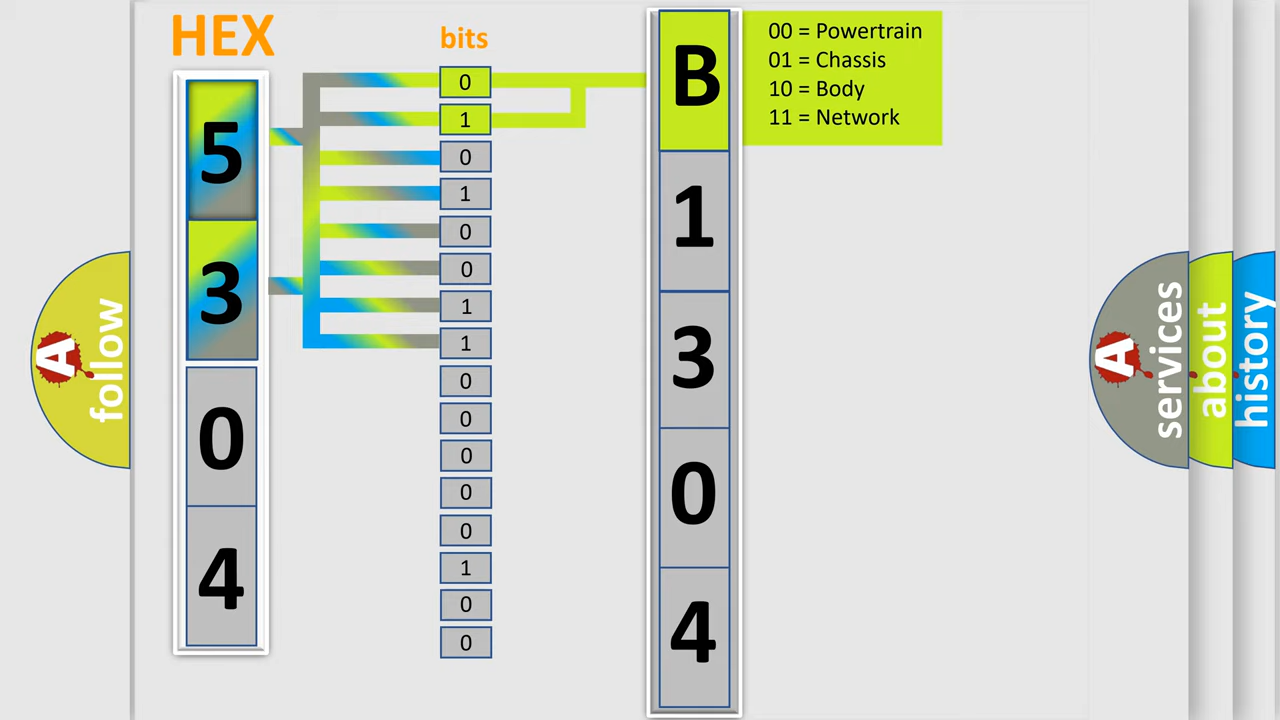 HEX
bits
5
3
0
4
0
1
0
1
0
0
1
1
0
0
0
0
0
1
0
0
B
1
3
0
4
00 = Powertrain
01 = Chassis
10 = Body
11 = Network
A
follow
A
services
about
history